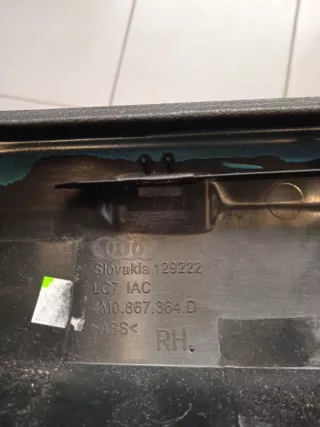 Slovakia 129222
LC7 IAC
4M0.867.364.D
>ABS<
RH.